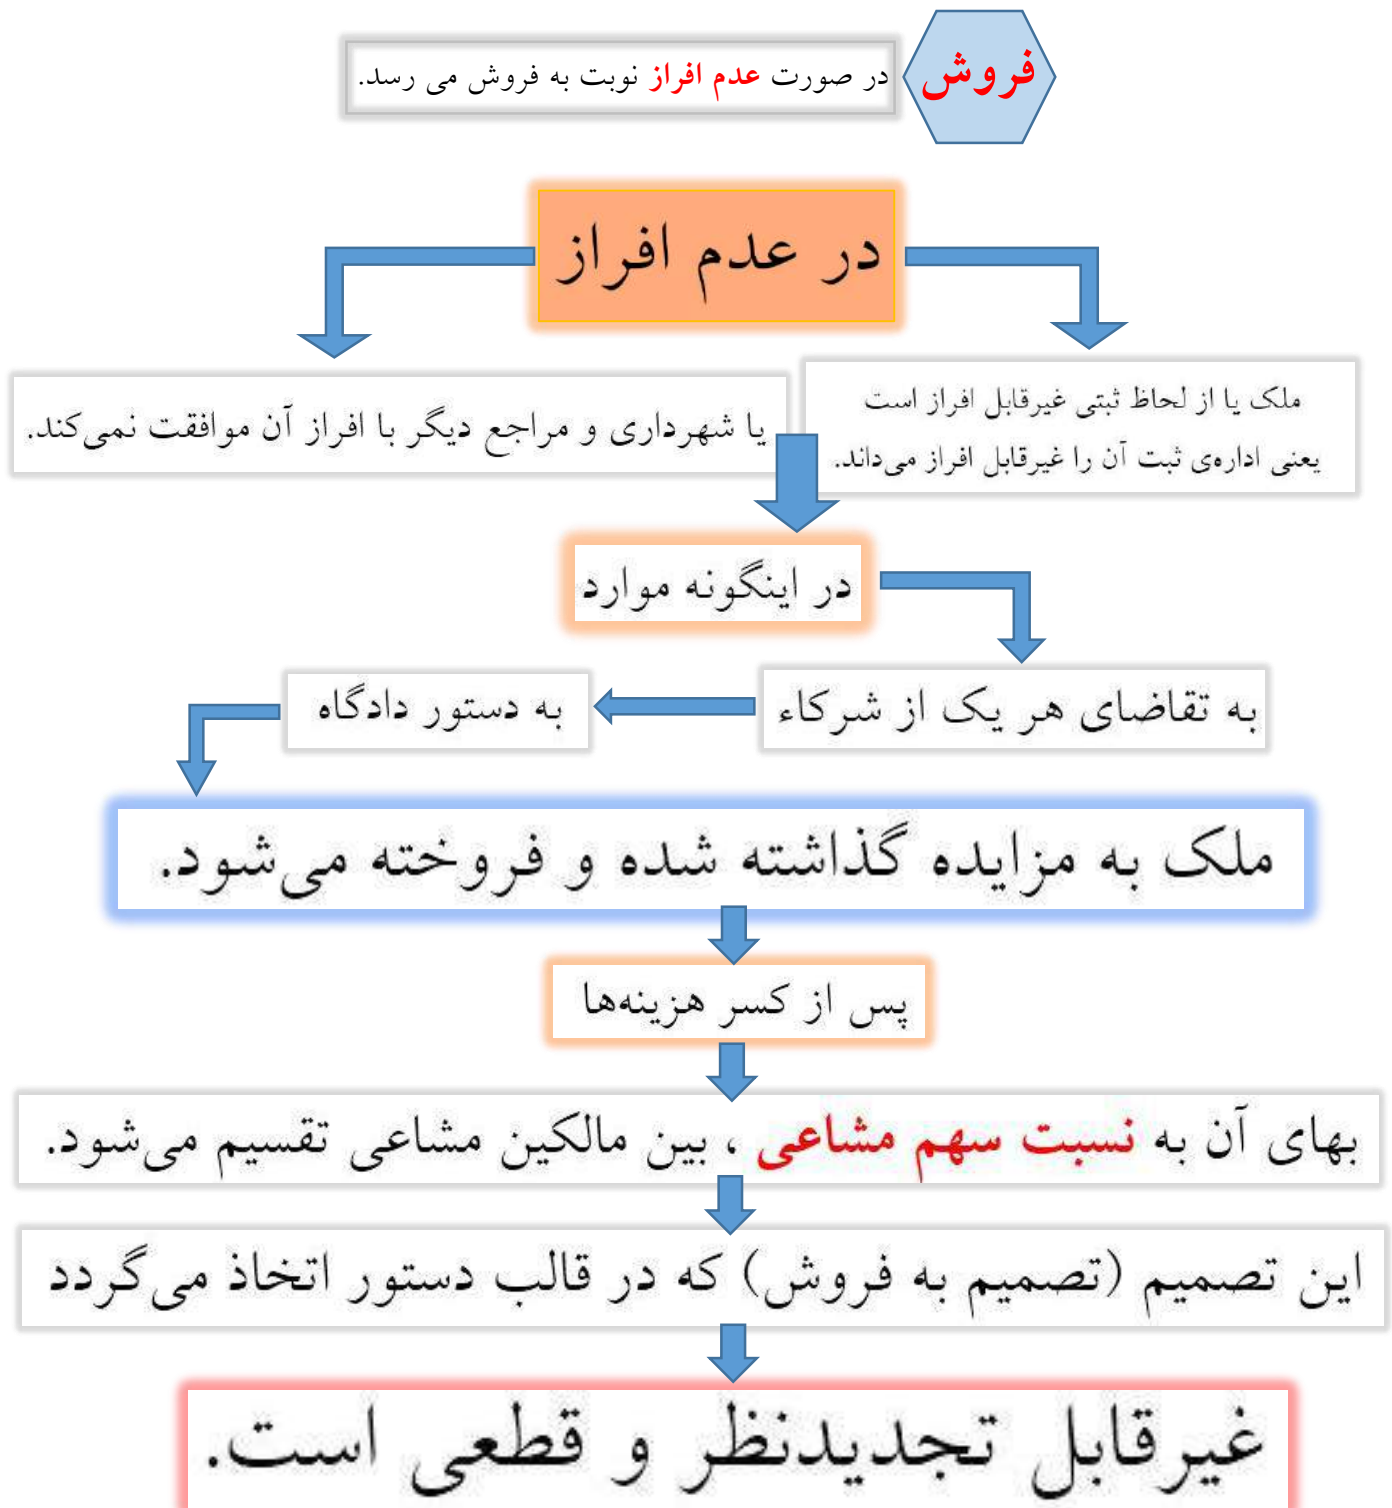 فروش
در صورت عدم افراز نوبت به فروش می رسد.
در عدم افراز
ملک یا از لحاظ ثبتی غیرقابل افراز است
یعنی اداره‌ی ثبت آن را غیرقابل افراز می‌داند.
یا شهرداری و مراجع دیگر با افراز آن موافقت نمی‌کند.
در اینگونه موارد
به تقاضای هر یک از شرکاء
به دستور دادگاه
ملک به مزایده گذاشته شده و فروخته می‌شود.
پس از کسر هزینه‌ها
بهای آن به نسبت سهم مشاعی ، بین مالکین مشاعی تقسیم می‌شود.
این تصمیم (تصمیم به فروش) که در قالب دستور اتخاذ می‌گردد
غیرقابل تجدیدنظر و قطعی است.